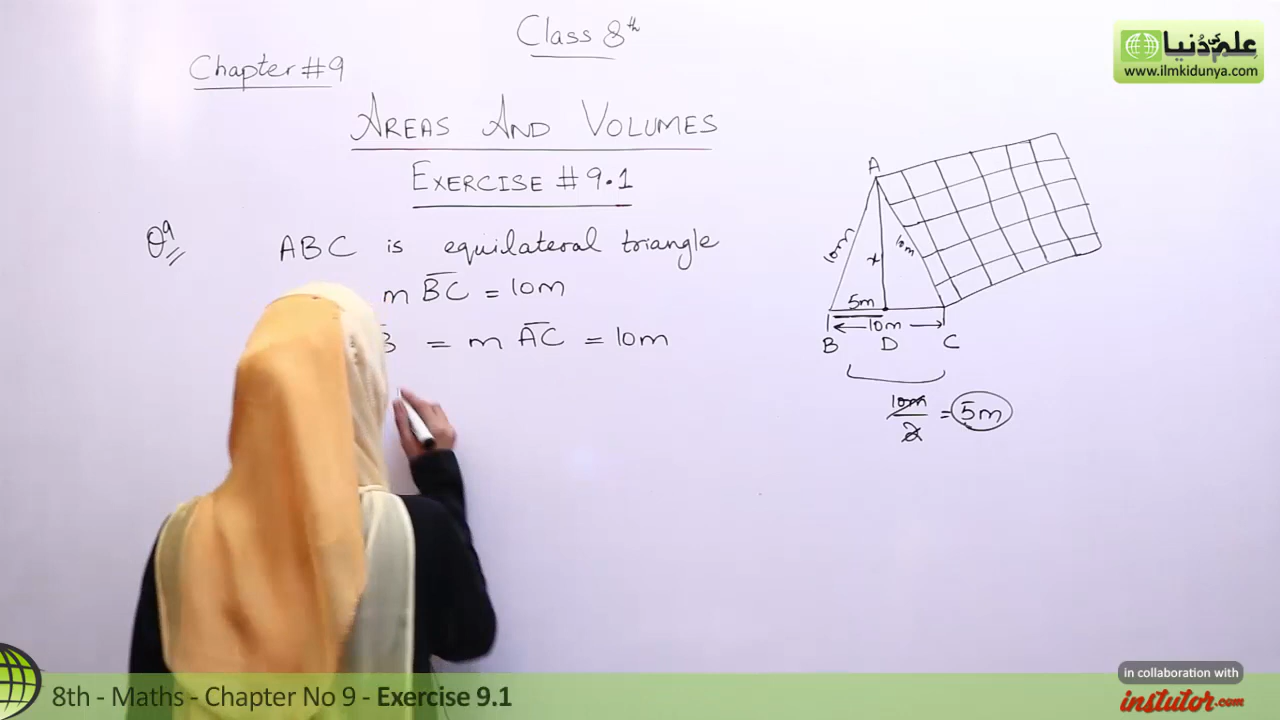 Class 8th
Chapter #9
AREAS AND VOLUMES
EXERCISE #9.1
Q9
ABC is equilateral triangle
m BC = 10m
B = m AC = 10m
A
10m
x
10m
5m
10m
B D C
10m
2
= 5m
علم کی دنیا
www.ilmkidunya.com
8th - Maths - Chapter No 9 - Exercise 9.1
in collaboration with
instutor.com